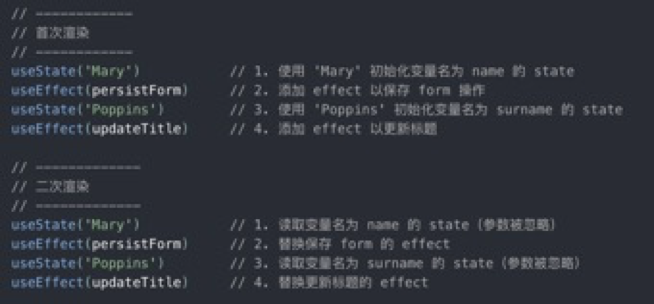 // ------------
// 首次渲染
// ------------
useState('Mary')           // 1. 使用 'Mary' 初始化变量名为 name 的 state
useEffect(persistForm)     // 2. 添加 effect 以保存 form 操作
useState('Poppins')        // 3. 使用 'Poppins' 初始化变量名为 surname 的 state
useEffect(updateTitle)     // 4. 添加 effect 以更新标题
// -------------
// 二次渲染
// -------------
useState('Mary')           // 1. 读取变量名为 name 的 state（参数被忽略）
useEffect(persistForm)     // 2. 替换保存 form 的 effect
useState('Poppins')        // 3. 读取变量名为 surname 的 state（参数被忽略）
useEffect(updateTitle)     // 4. 替换更新标题的 effect